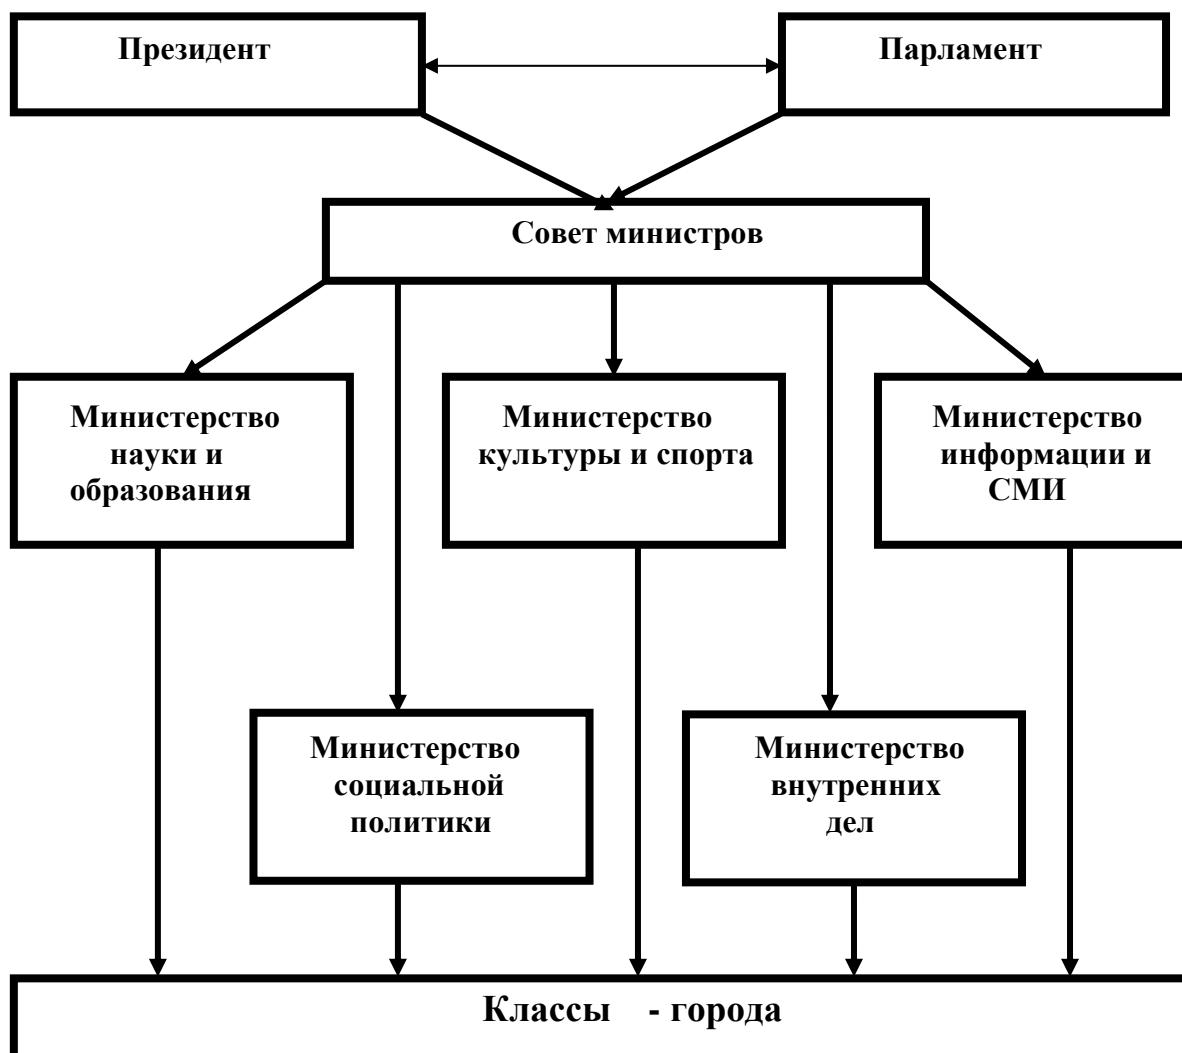 Президент
Парламент
Совет министров
Министерство
науки и
образования
Министерство
культуры и спорта
Министерство
информации и
СМИ
Министерство
социальной
политики
Министерство
внутренних
дел
Классы - города